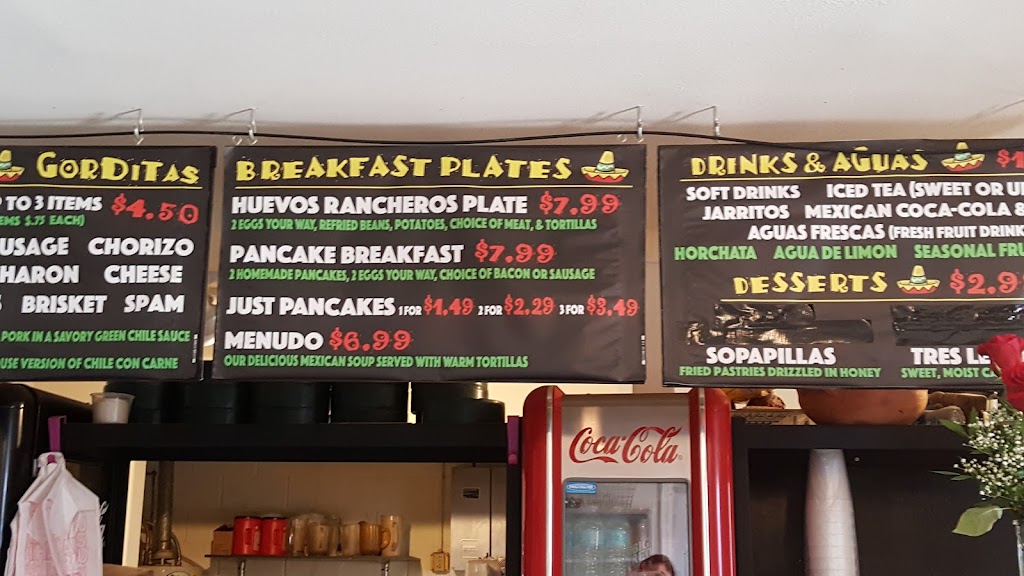 GORDITAS
P TO 3 ITEMS $4.50
EMS $.75 EACH)
USAGE CHORIZO
HARON CHEESE
BRISKET SPAM
PORK IN A SAVORY GREEN CHILE SAUCE
USE VERSION OF CHILE CON CARNE
BREAKFAST PLATES
HUEVOS RANCHEROS PLATE $7.99
2 EGGS YOUR WAY, REFRIED BEANS, POTATOES, CHOICE OF MEAT, & TORTILLAS
PANCAKE BREAKFAST $7.99
2 HOMEMADE PANCAKES, 2 EGGS YOUR WAY, CHOICE OF BACON OR SAUSAGE
JUST PANCAKES 1 FOR $1.49 2 FOR $2.29 3 FOR $3.49
MENUDO $6.99
OUR DELICIOUS MEXICAN SOUP SERVED WITH WARM TORTILLAS
DRINKS & AGUAS $1
SOFT DRINKS ICED TEA (SWEET OR U
JARRITOS MEXICAN COCA-COLA &
AGUAS FRESCAS (FRESH FRUIT DRINK
HORCHATA AGUA DE LIMON SEASONAL FRU
DESSERTS $2.9
SOPAPILLAS TRES LE
FRIED PASTRIES DRIZZLED IN HONEY SWEET, MOIST C
Coca-Cola